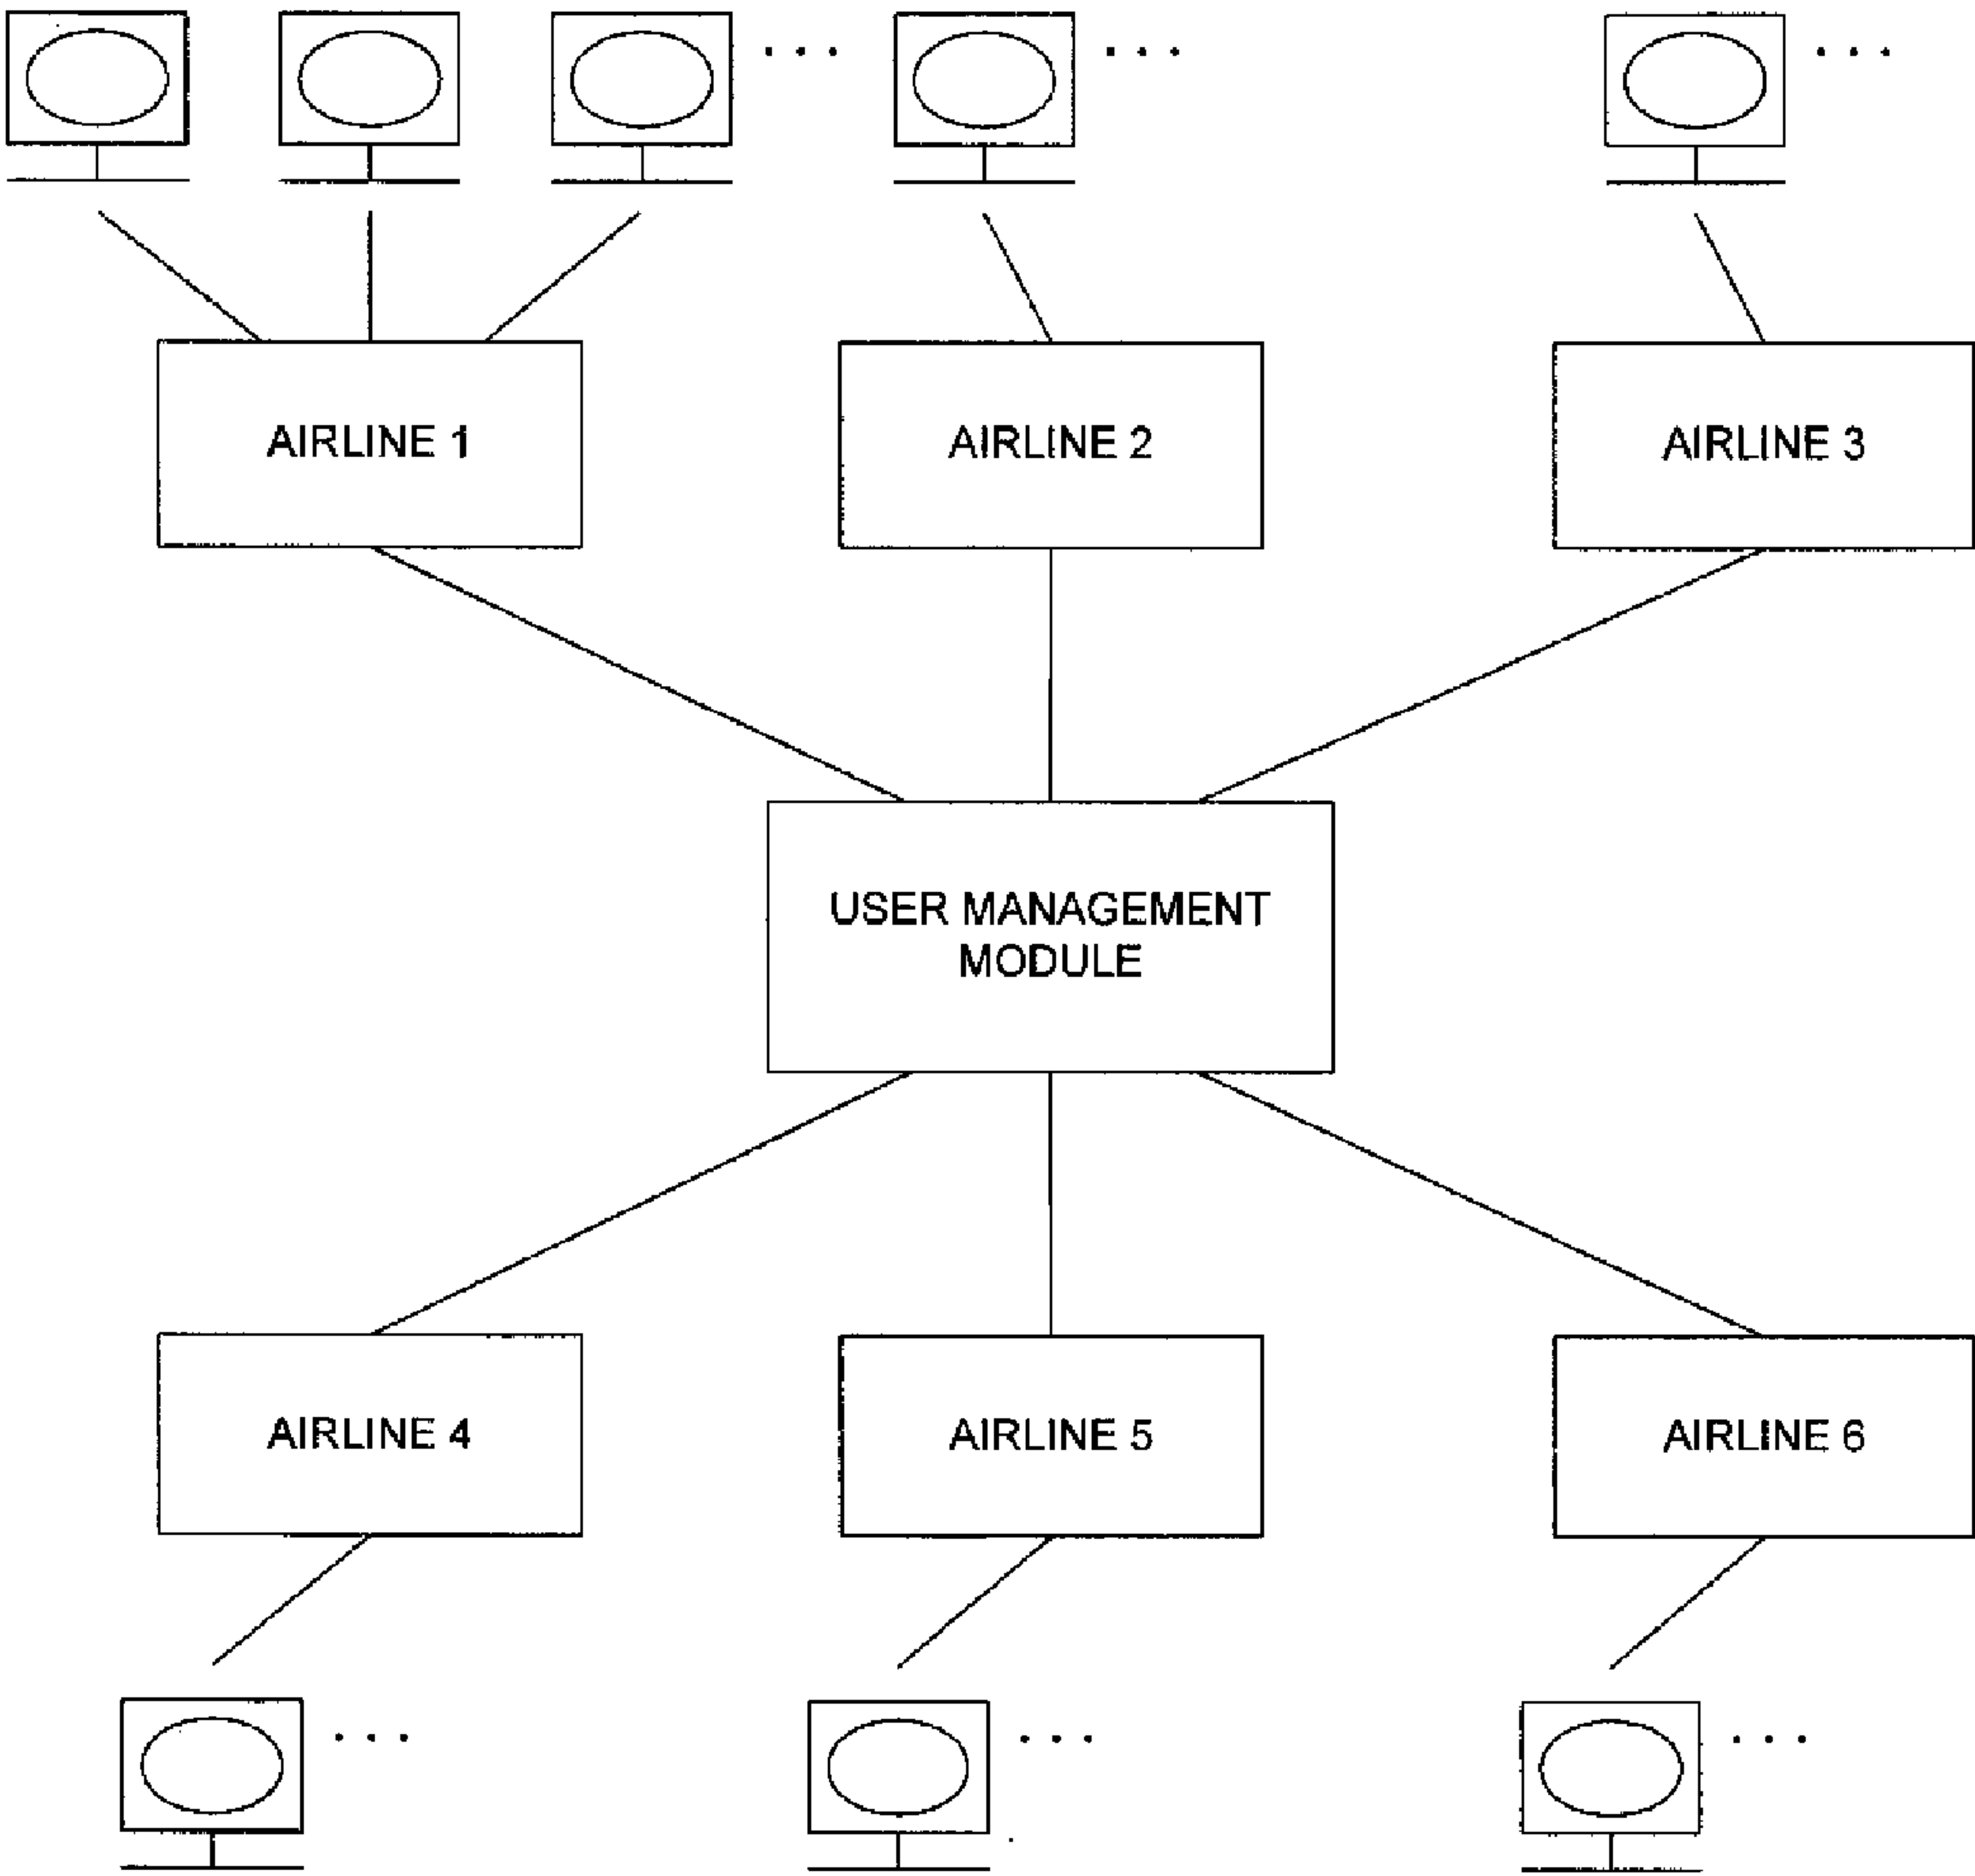 AIRLINE 1
AIRLINE 2
AIRLINE 3
USER MANAGEMENT
MODULE
AIRLINE 4
AIRLINE 5
AIRLINE 6